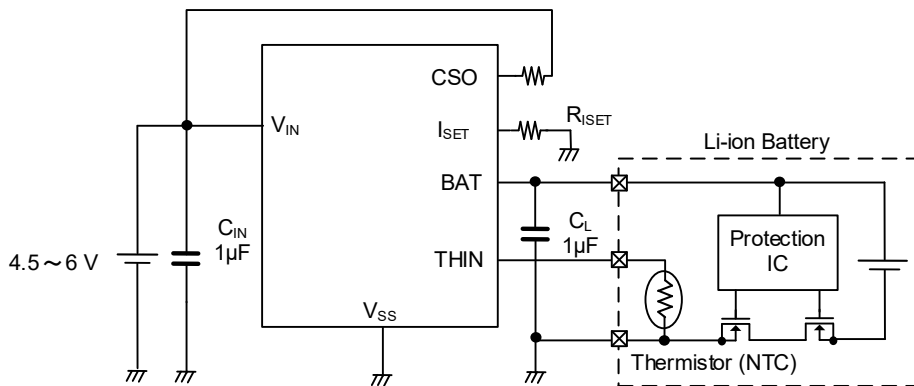 CSO
V_IN
I_SET
R_ISET
Li-ion Battery
BAT
C_IN
1µF
C_L
1µF
Protection
IC
4.5～6 V
THIN
V_SS
Thermistor (NTC)